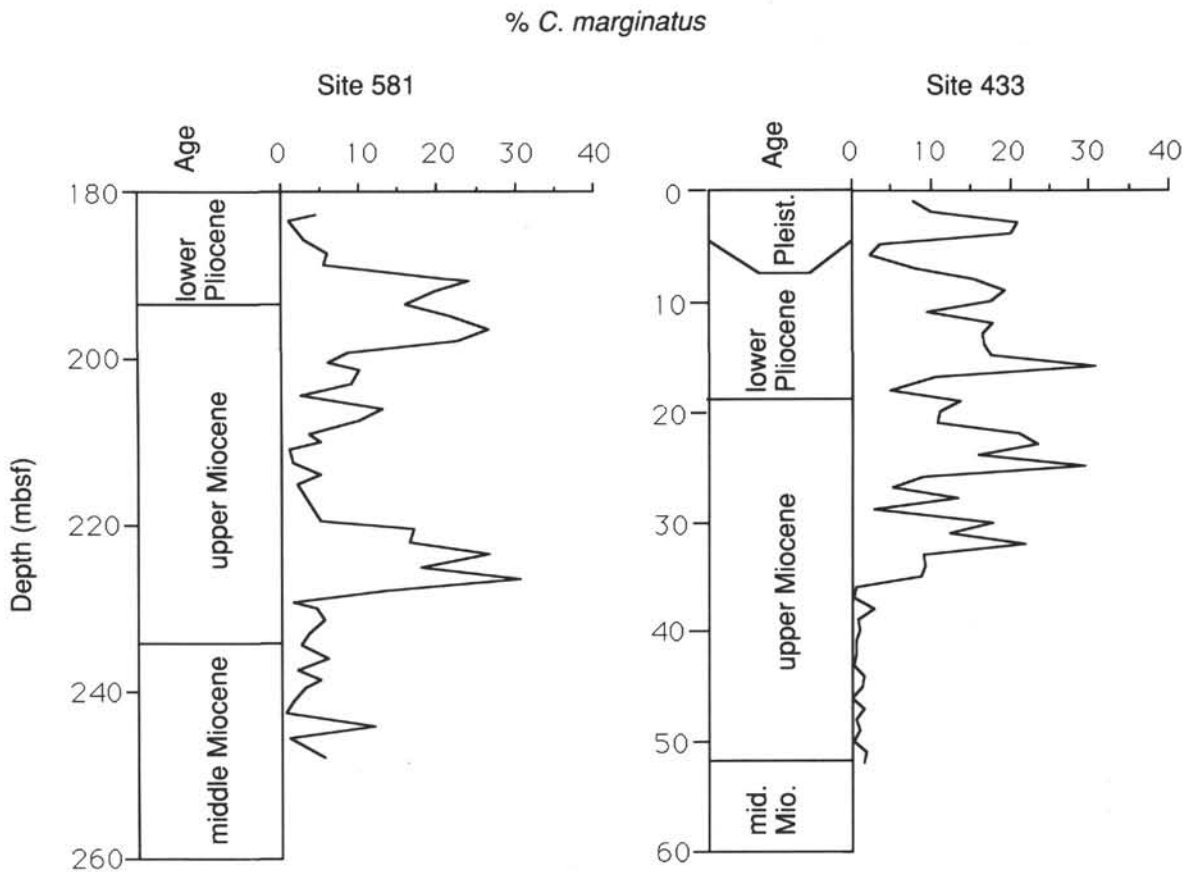 % C. marginatus
Site 581
Age
0 10 20 30 40
180
200
220
240
260
Depth (mbsf)
lower
Pliocene
upper Miocene
middle Miocene
Site 433
Age
0 10 20 30 40
0
10
20
30
40
50
60
Pleist.
lower
Pliocene
upper Miocene
mid.
Mio.